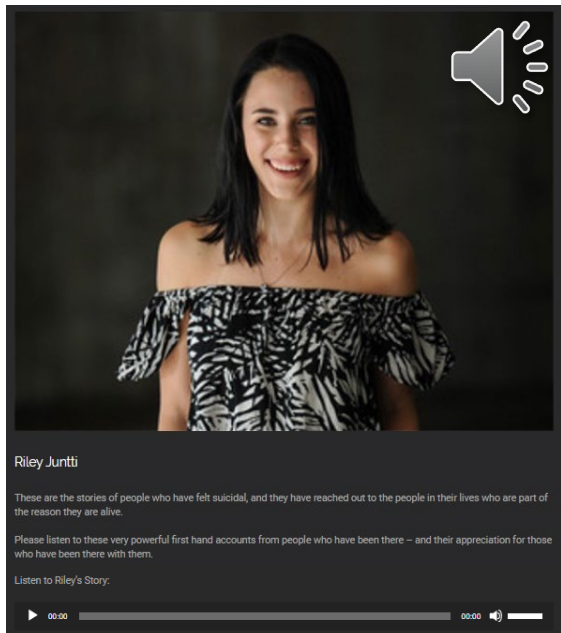 Riley Juntti
These are the stories of people who have felt suicidal, and they have reached out to the people in their lives who are part of
the reason they are alive.
Please listen to these very powerful first hand accounts from people who have been there – and their appreciation for those
who have been there with them.
Listen to Riley's Story:
00:00 00:00